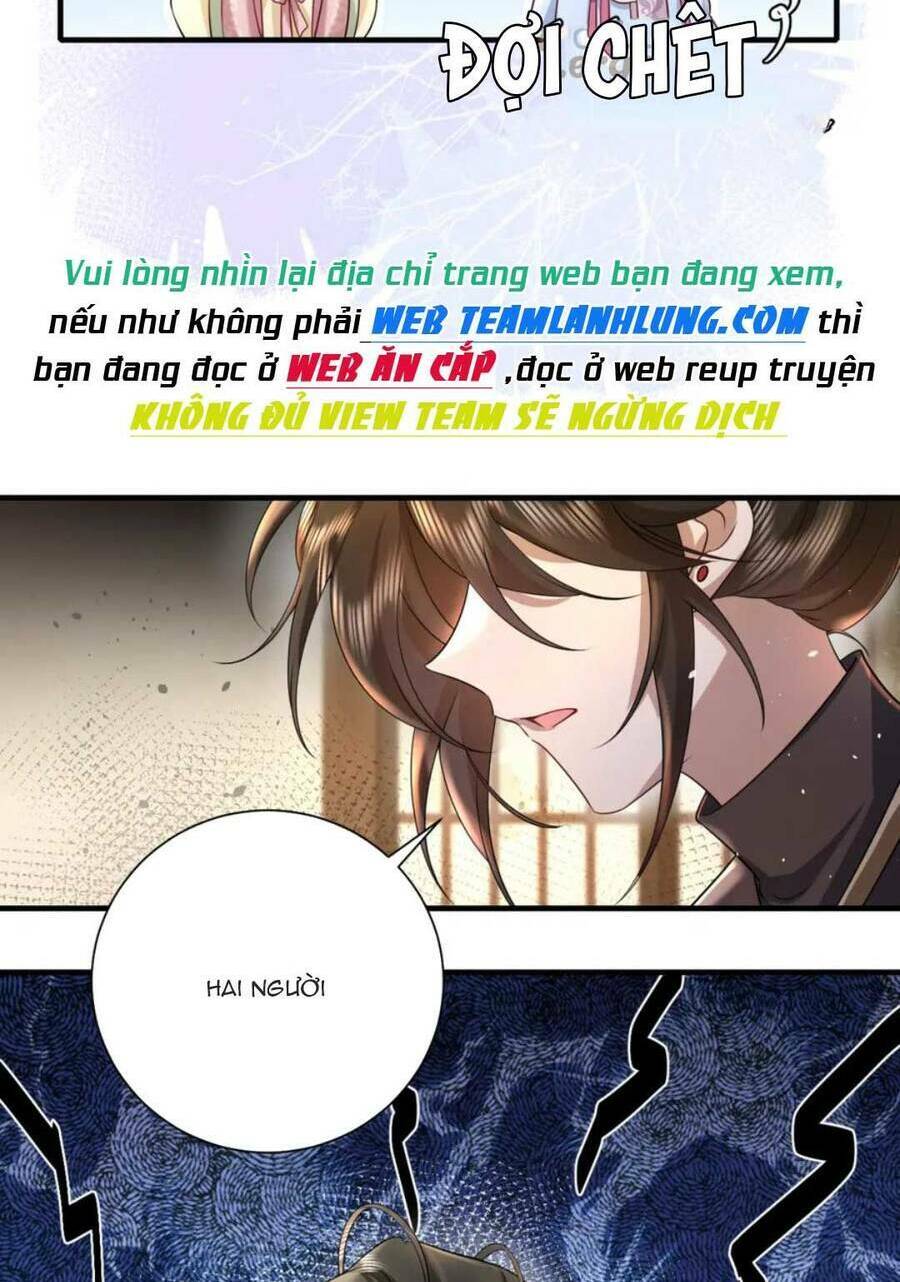 ĐỢI CHẾT
Vui lòng nhìn lại địa chỉ trang web bạn đang xem,
nếu như không phải WEB TEAMLANHLUNG.COM thì
bạn đang đọc ở WEB ĂN CẮP ,đọc ở web reup truyện
KHÔNG ĐỦ VIEW TEAM SẼ NGỪNG DỊCH
HAI NGƯỜI